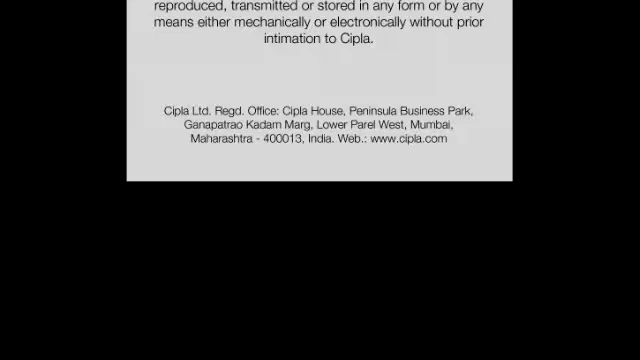 reproduced, transmitted or stored in any form or by any
means either mechanically or electronically without prior
intimation to Cipla.
Cipla Ltd. Regd. Office: Cipla House, Peninsula Business Park,
Ganapatrao Kadam Marg, Lower Parel West, Mumbai,
Maharashtra - 400013, India. Web.: www.cipla.com